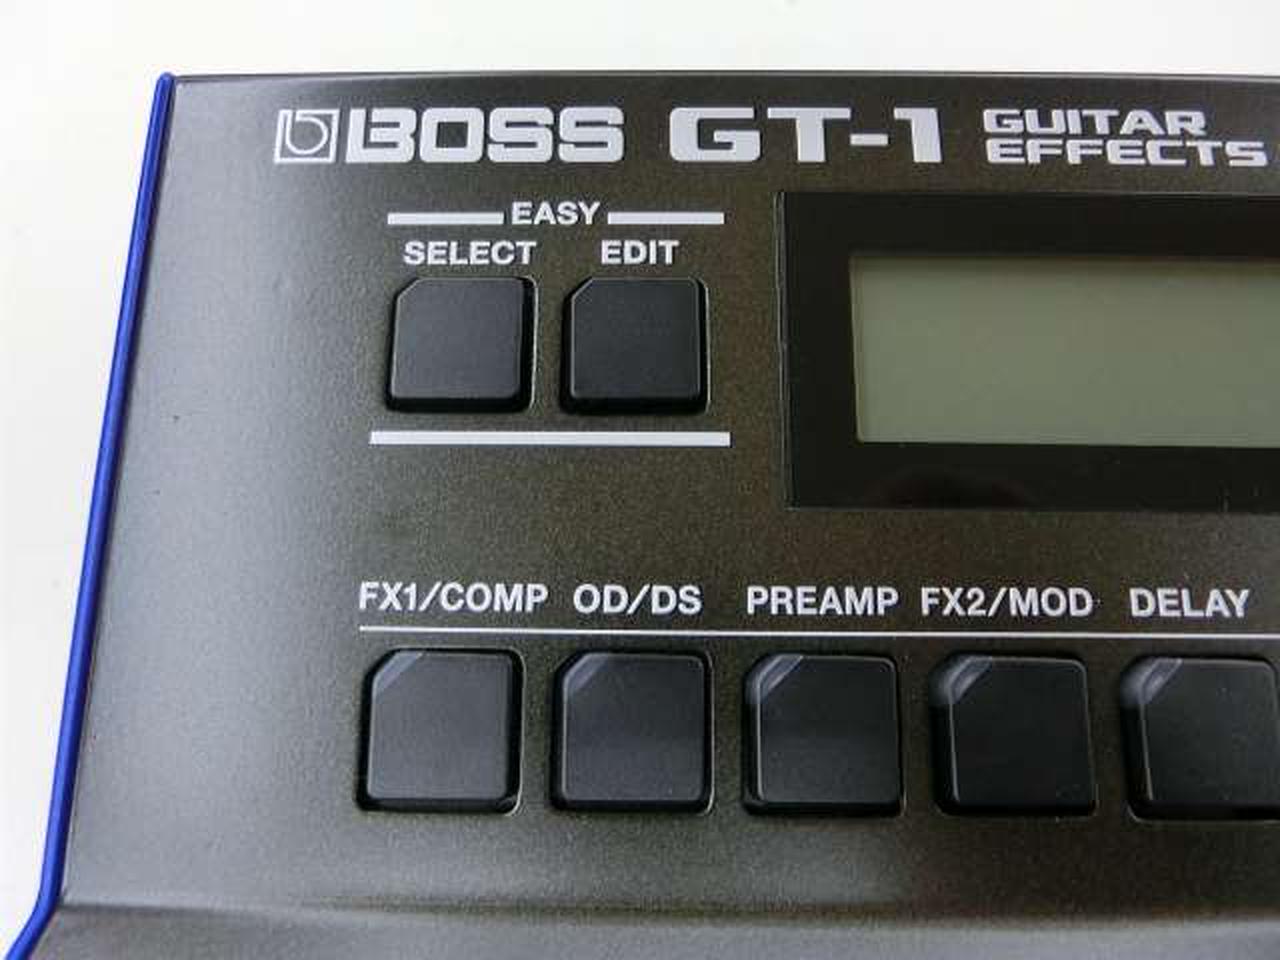 BOSS GT-1 GUITAR EFFECTS
EASY
SELECT EDIT
FX1/COMP OD/DS PREAMP FX2/MOD DELAY